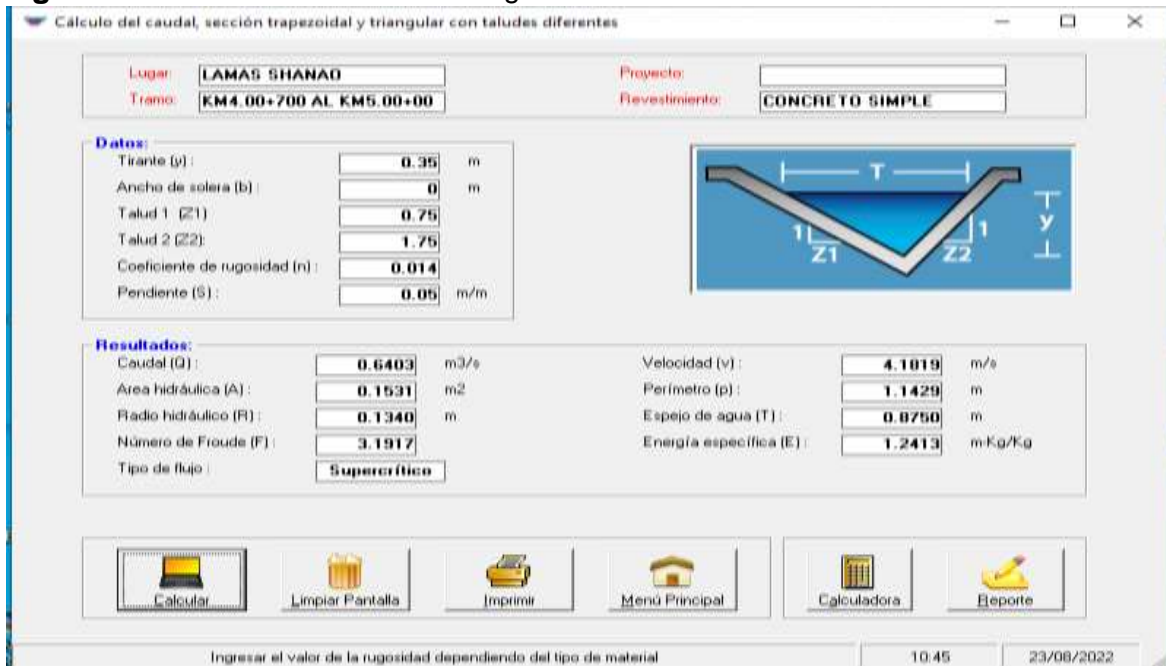 Cálculo del caudal, sección trapezoidal y triangular con taludes diferentes
Lugar: LAMAS SHANAO Proyecto:
Tramo: KM4.00+700 AL KM5.00+00 Revestimiento: CONCRETO SIMPLE
Datos:
Tirante (y) : 0.35 m
Ancho de solera (b) : 0 m
Talud 1 (Z1) 0.75
Talud 2 (Z2): 1.75
Coeficiente de rugosidad (n) : 0.014
Pendiente (S) : 0.05 m/m
T
y
1 1
Z1 Z2
Resultados:
Caudal (Q) : 0.6403 m3/s Velocidad (v) : 4.1819 m/s
Area hidráulica (A) : 0.1531 m2 Perímetro (p) : 1.1429 m
Radio hidráulico (R) : 0.1340 m Espejo de agua (T) : 0.8750 m
Número de Froude (F) : 3.1917 Energía específica (E) : 1.2413 m-Kg/Kg
Tipo de flujo : Supercrítico
Calcular Limpiar Pantalla Imprimir Menú Principal Calculadora Reporte
Ingresar el valor de la rugosidad dependiendo del tipo de material 10:45 23/08/2022